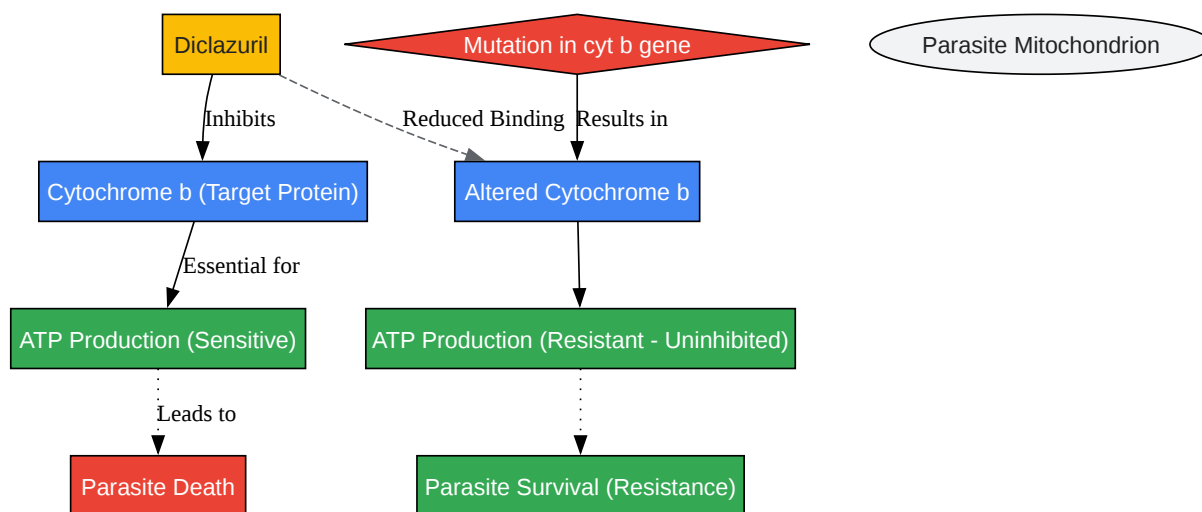 Diclazuril
Mutation in cyt b gene
Parasite Mitochondrion
Inhibits
Reduced Binding
Results in
Cytochrome b (Target Protein)
Altered Cytochrome b
Essential for
ATP Production (Sensitive)
ATP Production (Resistant - Uninhibited)
Leads to
Parasite Death
Parasite Survival (Resistance)